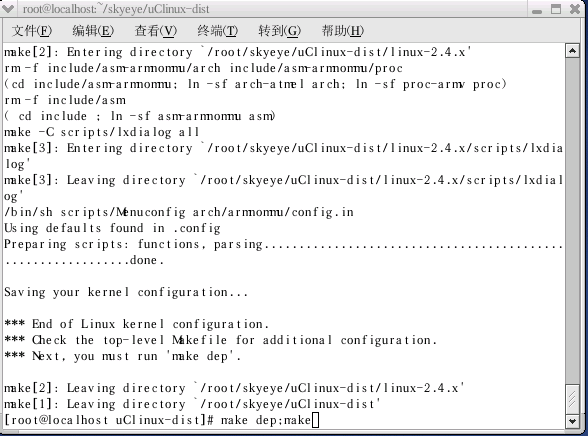 root@localhost:~/skyeye/uClinux-dist
文件(F) 编辑(E) 查看(V) 终端(T) 转到(G) 帮助(H)
make[2]: Entering directory `/root/skyeye/uClinux-dist/linux-2.4.x'
rm -f include/asm-armnommu/arch include/asm-armnommu/proc
(cd include/asm-armnommu; ln -sf arch-atmel arch; ln -sf proc-armv proc)
rm -f include/asm
( cd include ; ln -sf asm-armnommu asm)
make -C scripts/lxdialog all
make[3]: Entering directory `/root/skyeye/uClinux-dist/linux-2.4.x/scripts/lxdia
log'
make[3]: Leaving directory `/root/skyeye/uClinux-dist/linux-2.4.x/scripts/lxdial
og'
/bin/sh scripts/Menuconfig arch/armnommu/config.in
Using defaults found in .config
Preparing scripts: functions, parsing...........................................
..................done.
Saving your kernel configuration...
*** End of Linux kernel configuration.
*** Check the top-level Makefile for additional configuration.
*** Next, you must run 'make dep'.
make[2]: Leaving directory `/root/skyeye/uClinux-dist/linux-2.4.x'
make[1]: Leaving directory `/root/skyeye/uClinux-dist'
[root@localhost uClinux-dist]# make dep;make